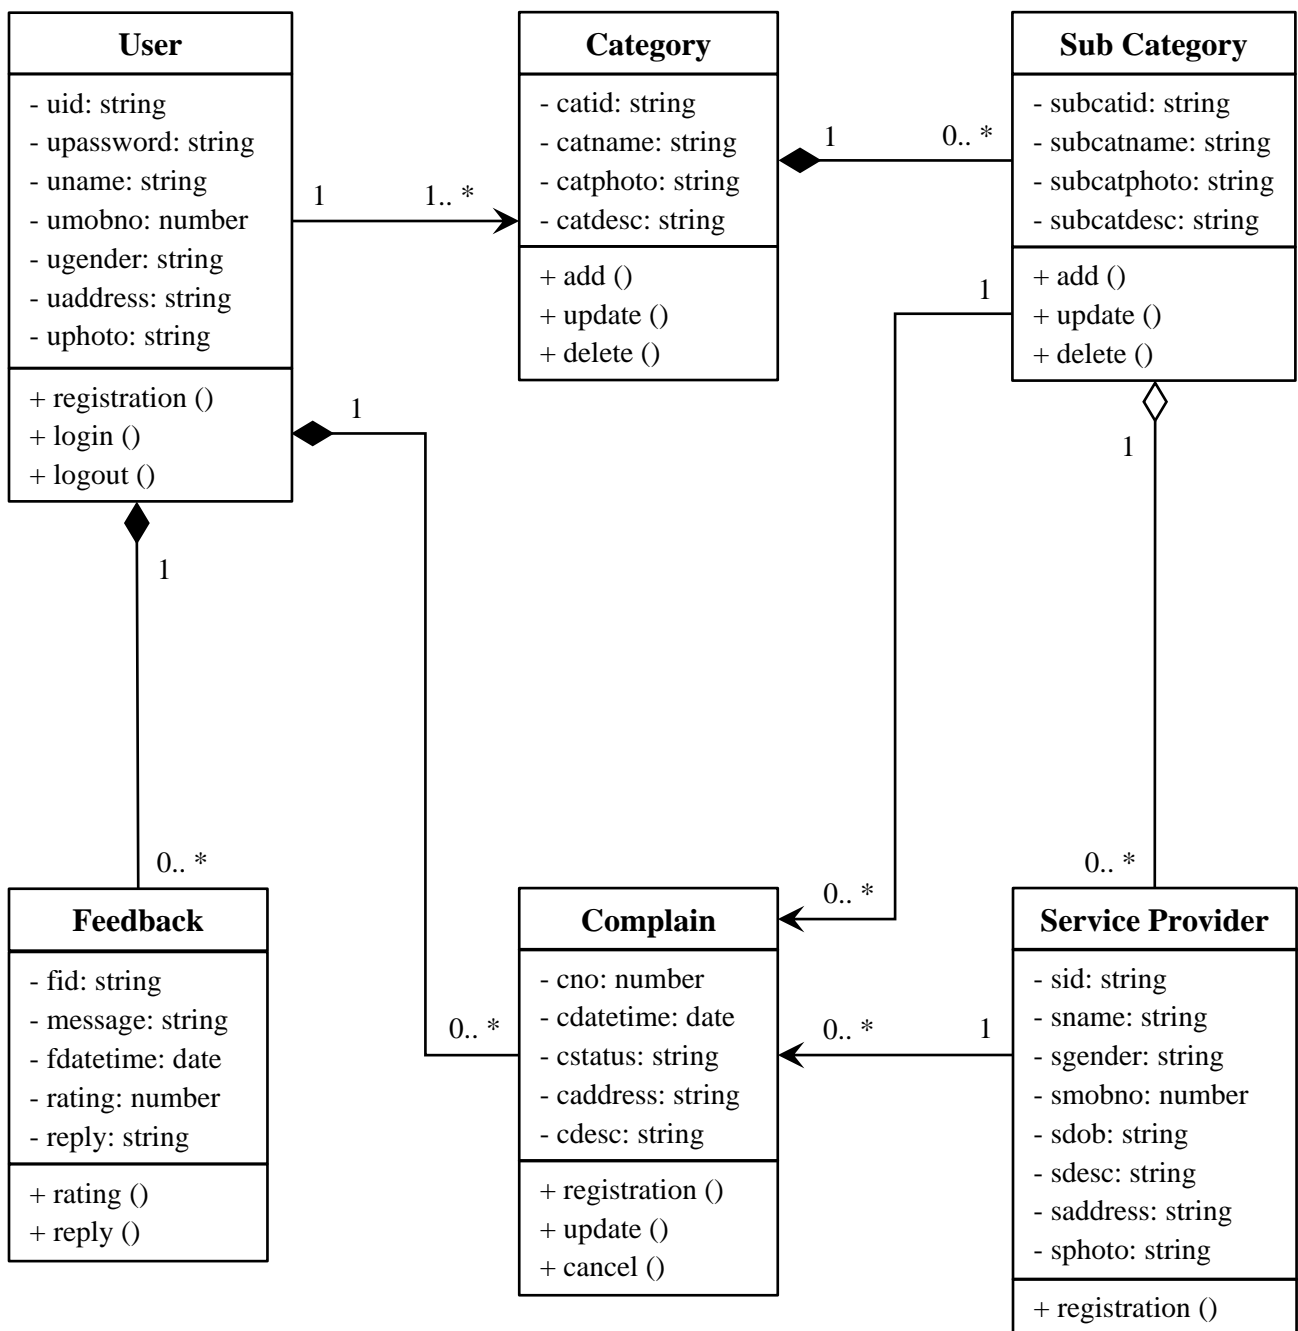 User
- uid: string
- upassword: string
- uname: string
- umobno: number
- ugender: string
- uaddress: string
- uphoto: string
+ registration ()
+ login ()
+ logout ()
1
1.. *
Category
- catid: string
- catname: string
- catphoto: string
- catdesc: string
+ add ()
+ update ()
+ delete ()
1
0.. *
Sub Category
- subcatid: string
- subcatname: string
- subcatphoto: string
- subcatdesc: string
+ add ()
+ update ()
+ delete ()
1
1
1
1
0.. *
0.. *
0.. *
0.. *
Feedback
- fid: string
- message: string
- fdatetime: date
- rating: number
- reply: string
+ rating ()
+ reply ()
Complain
- cno: number
- cdatetime: date
- cstatus: string
- caddress: string
- cdesc: string
+ registration ()
+ update ()
+ cancel ()
0.. *
1
Service Provider
- sid: string
- sname: string
- sgender: string
- smobno: number
- sdob: string
- sdesc: string
- saddress: string
- sphoto: string
+ registration ()